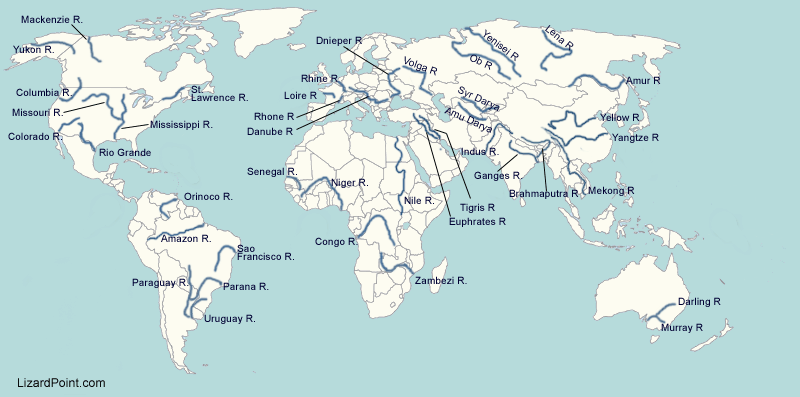 Mackenzie R.
Yukon R.
Columbia R.
Missouri R.
Colorado R.
St.
Lawrence R.
Mississippi R.
Rio Grande
Orinoco R.
Amazon R.
Sao
Francisco R.
Paraguay R.
Parana R.
Uruguay R.
Dnieper R
Rhine R.
Loire R
Rhone R
Danube R
Volga R
Ob R
Yenisej R
Lena R
Amur R
Syr Darya
Amu Darya
Yellow R.
Yangtze R.
Indus R.
Ganges R.
Brahmaputra R.
Mekong R
Tigris R
Euphrates R
Senegal R.
Niger R.
Nile R.
Congo R.
Zambezi R.
Darling R
Murray R
LizardPoint.com